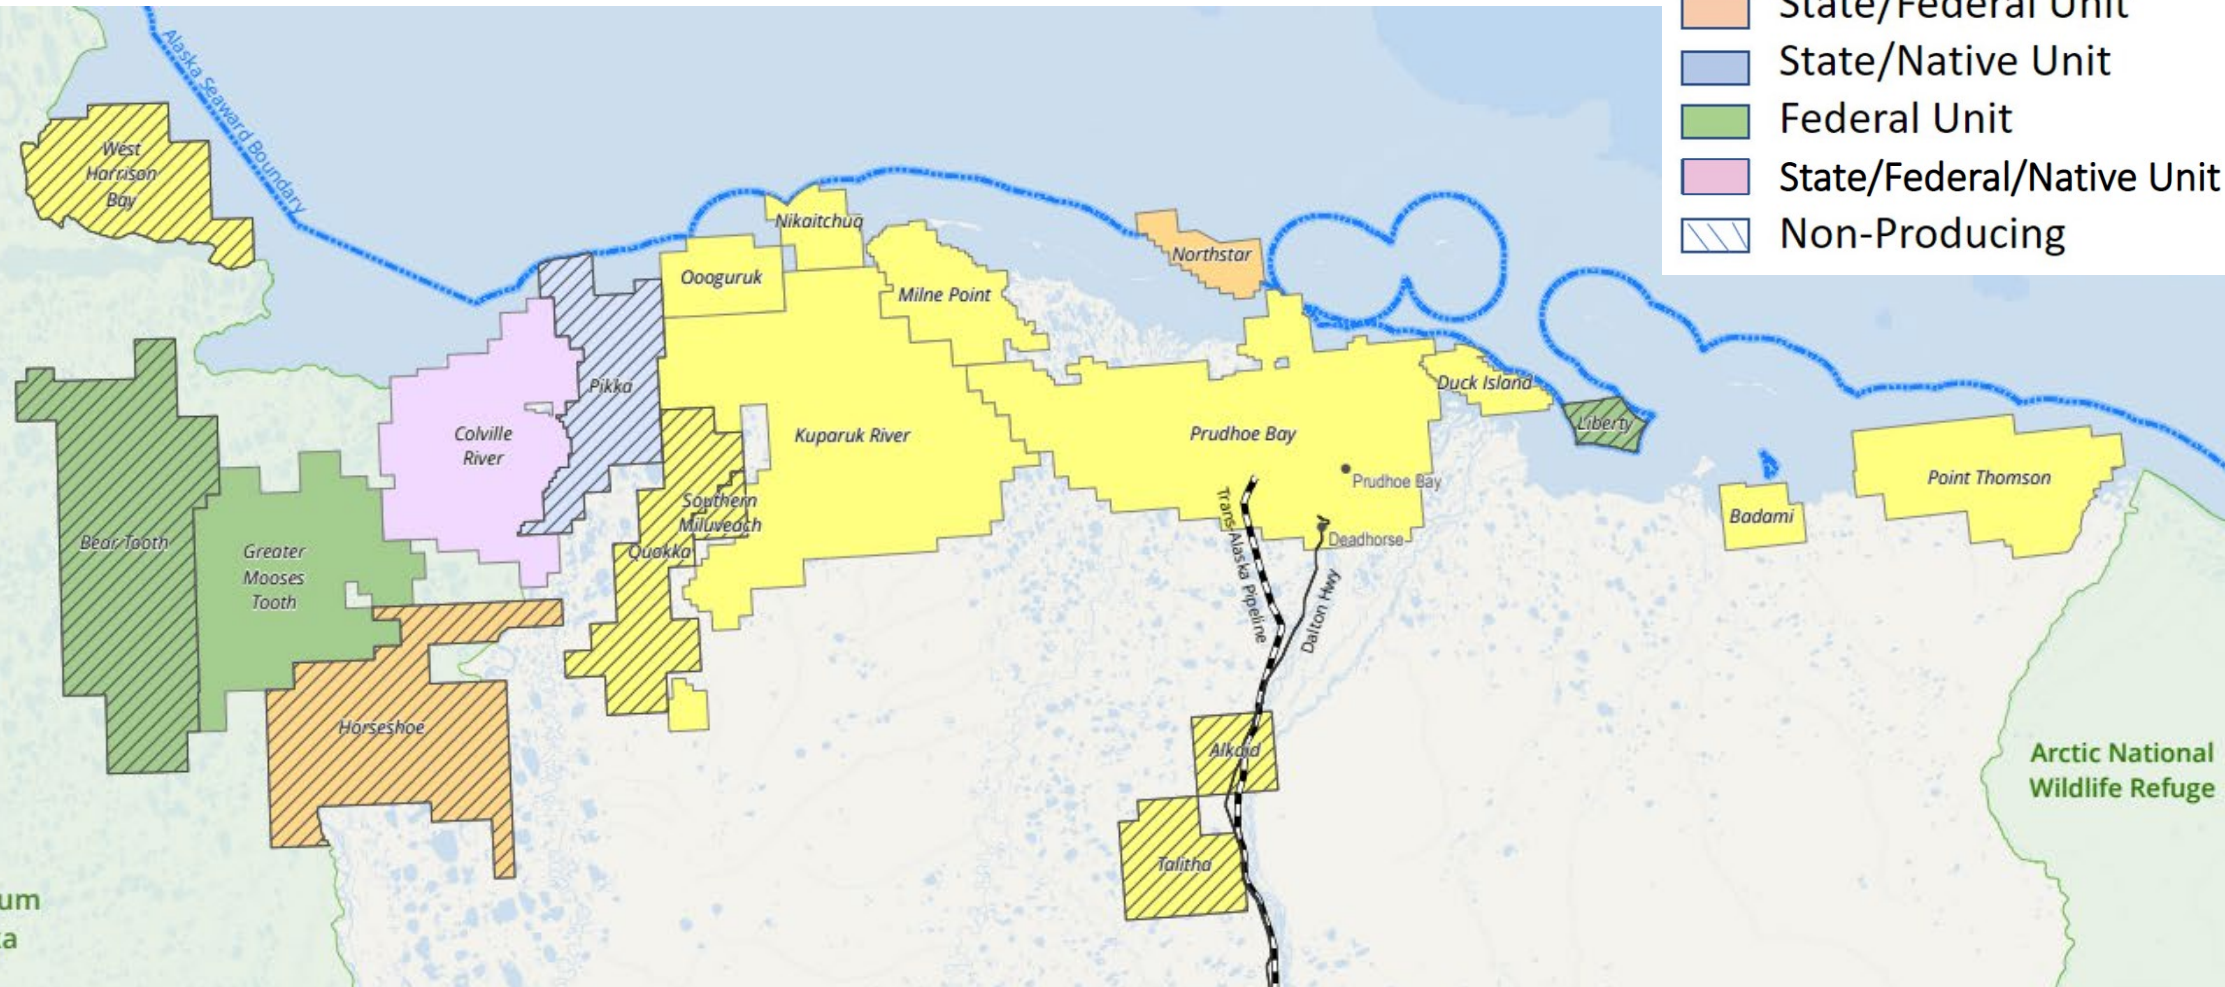 State/Federal Unit
State/Native Unit
Federal Unit
State/Federal/Native Unit
Non-Producing
Alaska Seaward Boundary
West
Harrison
Bay
Nikaitchuq
Oooguruk
Milne Point
Northstar
Pikka
Duck Island
Liberty
Colville
River
Kuparuk River
Prudhoe Bay
Prudhoe Bay
Point Thomson
Badami
Southern
Miluveach
Quokka
Bear Tooth
Greater
Mooses
Tooth
Deadhorse
Trans-Alaska Pipeline
Dalton Hwy
Horseshoe
Alkaid
Talitha
Arctic National
Wildlife Refuge
um
a